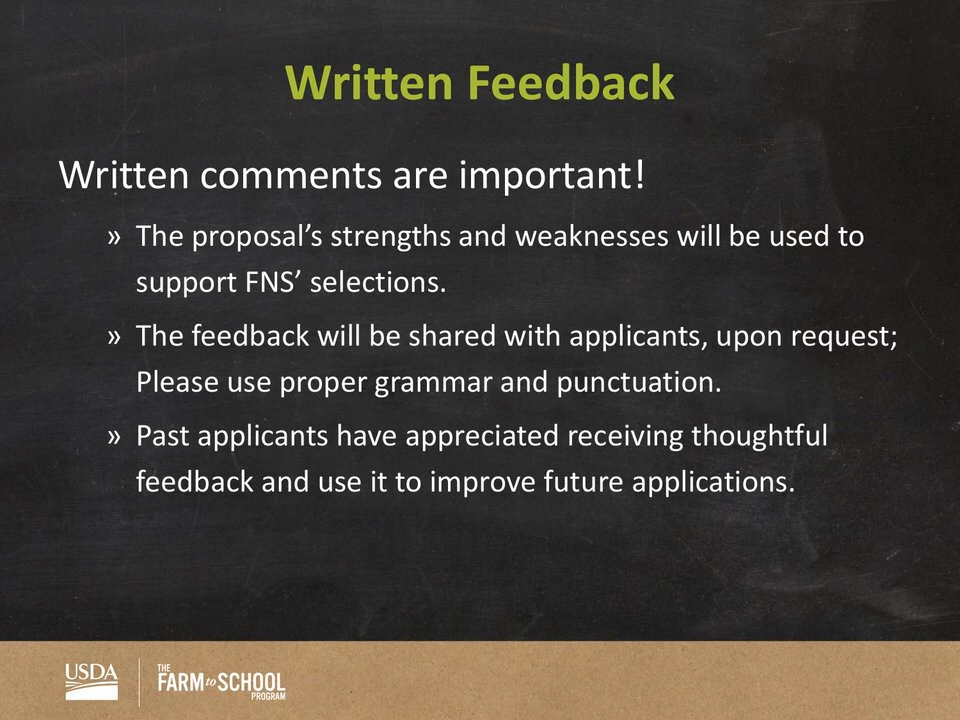 Written Feedback
Written comments are important!
» The proposal’s strengths and weaknesses will be used to
support FNS’ selections.
» The feedback will be shared with applicants, upon request;
Please use proper grammar and punctuation.
» Past applicants have appreciated receiving thoughtful
feedback and use it to improve future applications.
USDA
THE
FARM to SCHOOL
PROGRAM